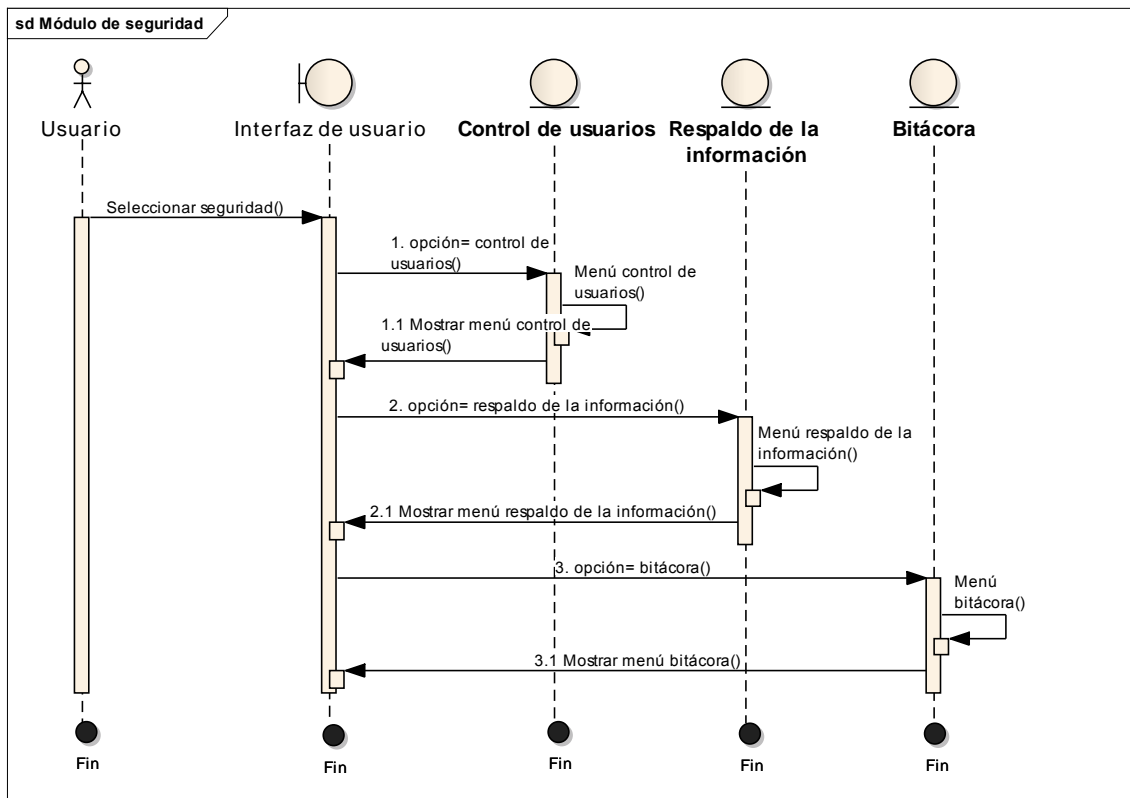 sd Módulo de seguridad
Usuario
Interfaz de usuario
Control de usuarios
Respaldo de la
información
Bitácora
Seleccionar seguridad()
1. opción= control de
usuarios()
Menú control de
usuarios()
1.1 Mostrar menú control de
usuarios()
2. opción= respaldo de la información()
Menú respaldo de la
información()
2.1 Mostrar menú respaldo de la información()
3. opción= bitácora()
Menú
bitácora()
3.1 Mostrar menú bitácora()
Fin
Fin
Fin
Fin
Fin